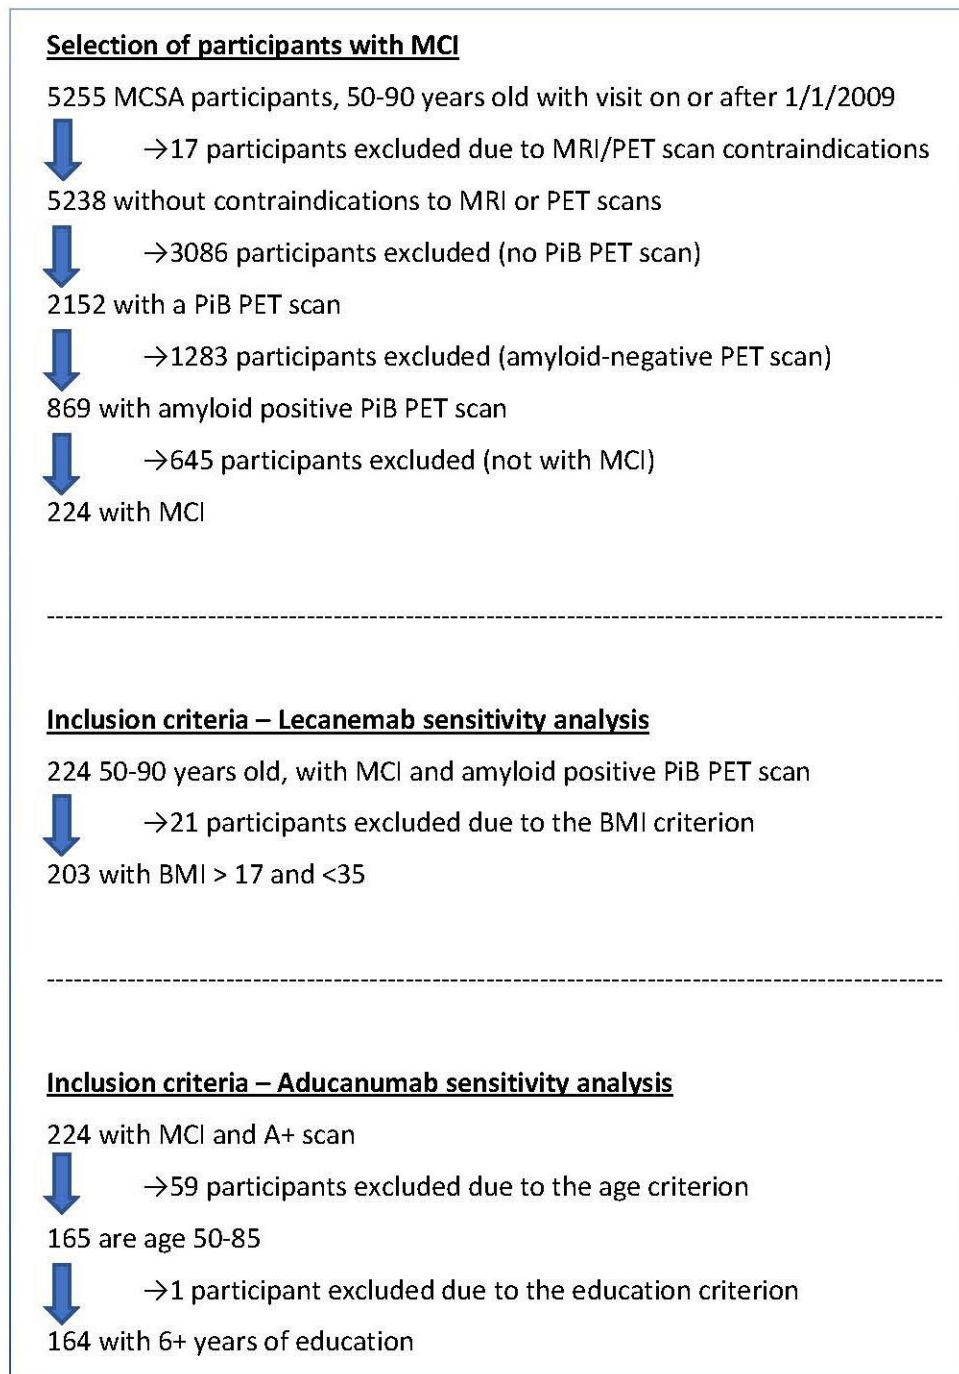 Selection of participants with MCI
5255 MCSA participants, 50-90 years old with visit on or after 1/1/2009
→17 participants excluded due to MRI/PET scan contraindications
5238 without contraindications to MRI or PET scans
→3086 participants excluded (no PiB PET scan)
2152 with a PiB PET scan
→1283 participants excluded (amyloid-negative PET scan)
869 with amyloid positive PiB PET scan
→645 participants excluded (not with MCI)
224 with MCI
Inclusion criteria – Lecanemab sensitivity analysis
224 50-90 years old, with MCI and amyloid positive PiB PET scan
→21 participants excluded due to the BMI criterion
203 with BMI > 17 and <35
Inclusion criteria – Aducanumab sensitivity analysis
224 with MCI and A+ scan
→59 participants excluded due to the age criterion
165 are age 50-85
→1 participant excluded due to the education criterion
164 with 6+ years of education